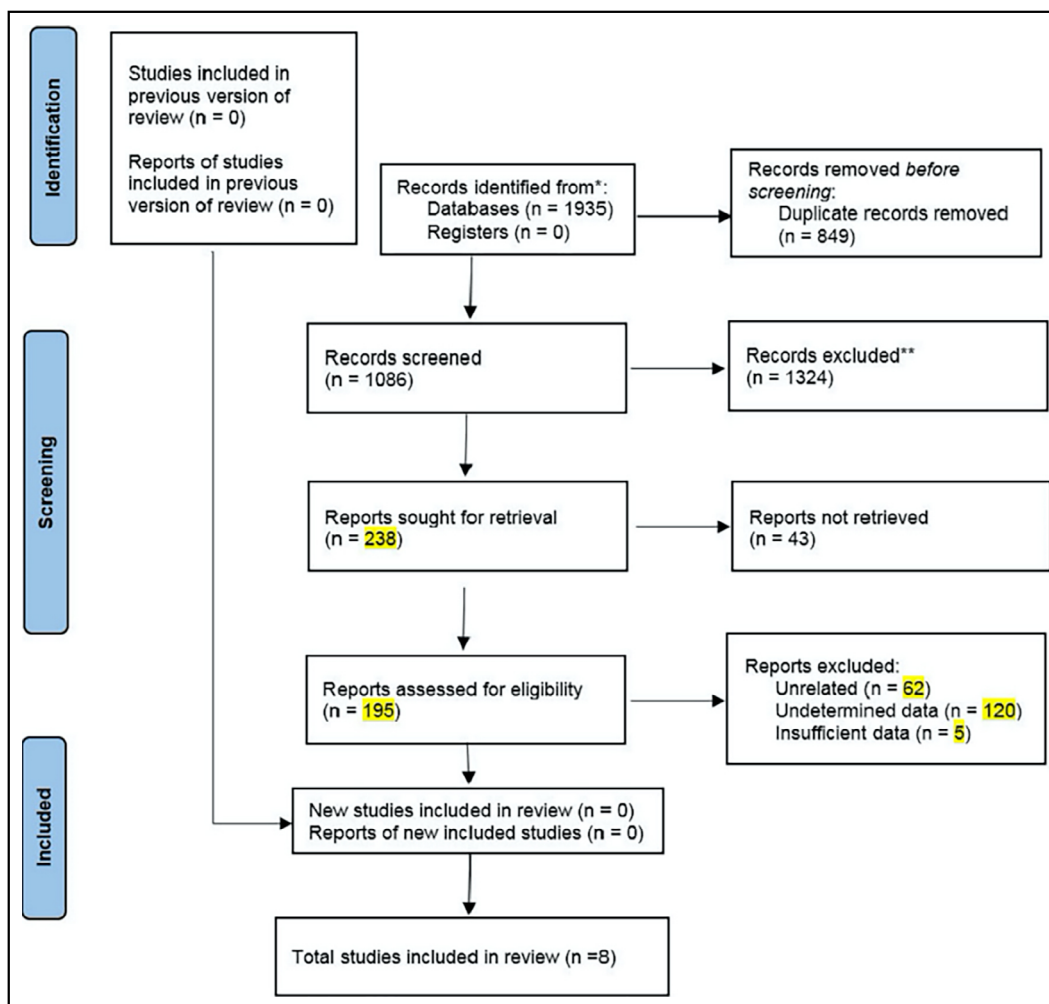 Identification
Studies included in
previous version of
review (n = 0)
Reports of studies
included in previous
version of review (n = 0)
Records identified from*:
Databases (n = 1935)
Registers (n = 0)
Records removed before
screening:
Duplicate records removed
(n = 849)
Screening
Records screened
(n = 1086)
Records excluded**
(n = 1324)
Reports sought for retrieval
(n = 238)
Reports not retrieved
(n = 43)
Reports assessed for eligibility
(n = 195)
Reports excluded:
Unrelated (n = 62)
Undetermined data (n = 120)
Insufficient data (n = 5)
Included
New studies included in review (n = 0)
Reports of new included studies (n = 0)
Total studies included in review (n =8)